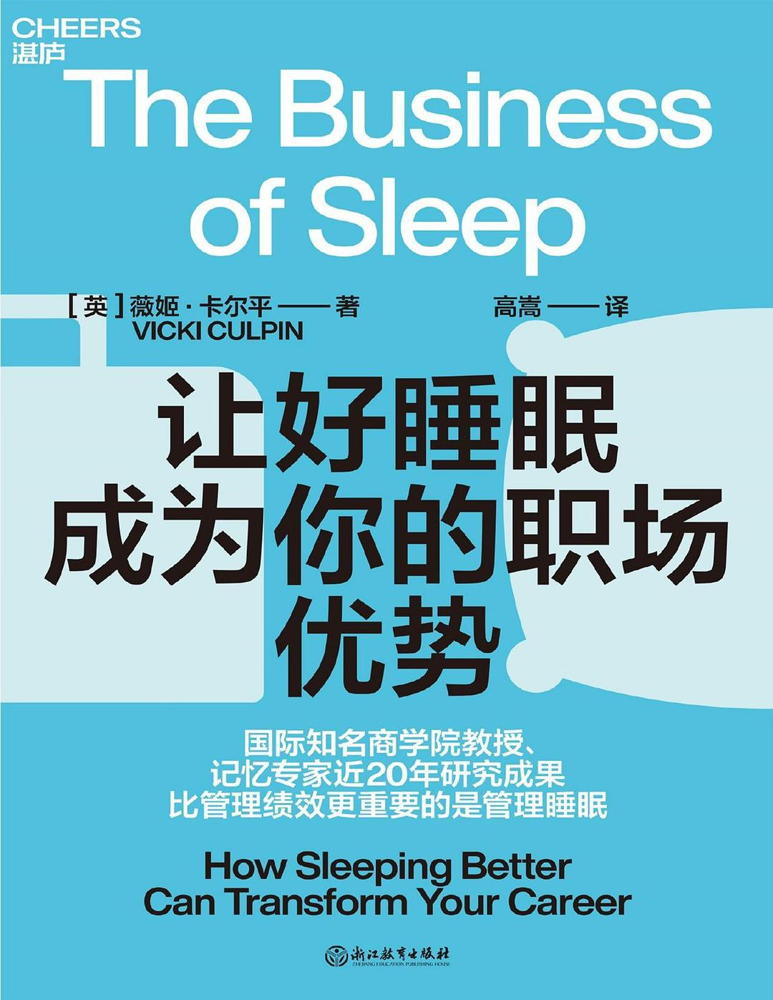 CHEERS
湛庐
The Business
of Sleep
[英]薇姬·卡尔平——著 高嵩——译
VICKI CULPIN
让好睡眠
成为你的职场
优势
国际知名商学院教授、
记忆专家近20年研究成果
比管理绩效更重要的是管理睡眠
How Sleeping Better
Can Transform Your Career
浙江教育出版社
ZHEJIANG EDUCATION PUBLISHING HOUSE